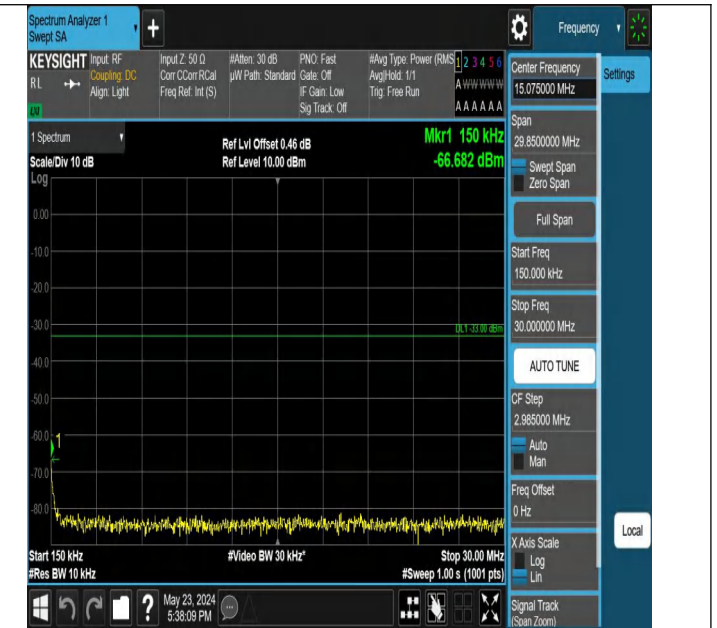 Spectrum Analyzer 1
Swept SA
+
Frequency
KEYSIGHT
RL
Input: RF
Coupling: DC
Align: Light
Input Z: 50 Ω
Corr CCorr RCal
Freq Ref: Int (S)
#Atten: 30 dB
µW Path: Standard
PNO: Fast
Gate: Off
IF Gain: Low
Sig Track: Off
#Avg Type: Power (RMS
Avg|Hold: 1/1
Trig: Free Run
1 2 3 4 5 6
A W W W W W
A A A A A A
1 Spectrum
Scale/Div 10 dB
Log
Ref Lvl Offset 0.46 dB
Ref Level 10.00 dBm
Mkr1 150 kHz
-66.682 dBm
0.00
-10.0
-20.0
-30.0
DL1 -33.00 dBm
-40.0
-50.0
-60.0
1
-70.0
-80.0
Start 150 kHz
#Res BW 10 kHz
#Video BW 30 kHz*
Stop 30.00 MHz
#Sweep 1.00 s (1001 pts)
?
May 23, 2024
5:38:09 PM
Center Frequency
15.075000 MHz
Settings
Span
29.8500000 MHz
Swept Span
Zero Span
Full Span
Start Freq
150.000 kHz
Stop Freq
30.000000 MHz
AUTO TUNE
CF Step
2.985000 MHz
Auto
Man
Freq Offset
0 Hz
X Axis Scale
Log
Lin
Local
Signal Track
(Span Zoom)